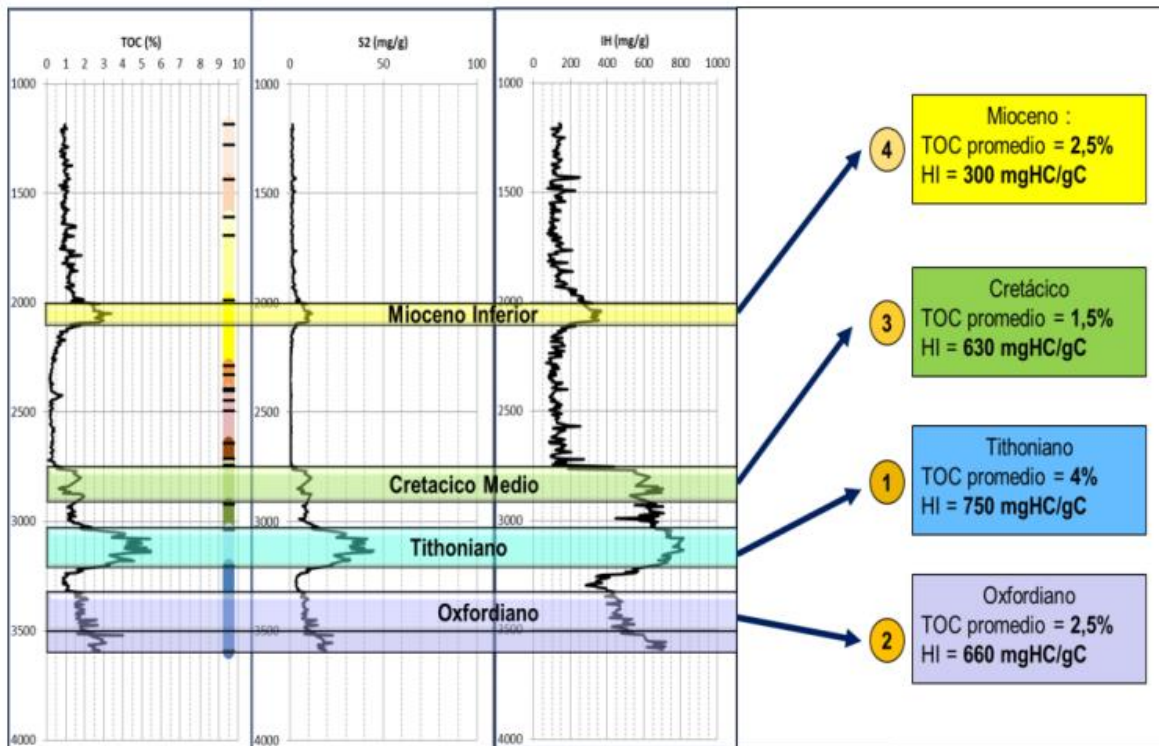 TOC (%)
0 1 2 3 4 5 6 7 8 9 10
1000
1500
2000
2500
3000
3500
4000
S2 (mg/g)
0 50 100
1000
1500
2000
2500
3000
3500
4000
IH (mg/g)
0 200 400 600 800 1000
1000
1500
2000
2500
3000
3500
4000
Mioceno Inferior
Cretacico Medio
Tithoniano
Oxfordiano
4
Mioceno :
TOC promedio = 2,5%
HI = 300 mgHC/gC
3
Cretácico
TOC promedio = 1,5%
HI = 630 mgHC/gC
1
Tithoniano
TOC promedio = 4%
HI = 750 mgHC/gC
2
Oxfordiano
TOC promedio = 2,5%
HI = 660 mgHC/gC